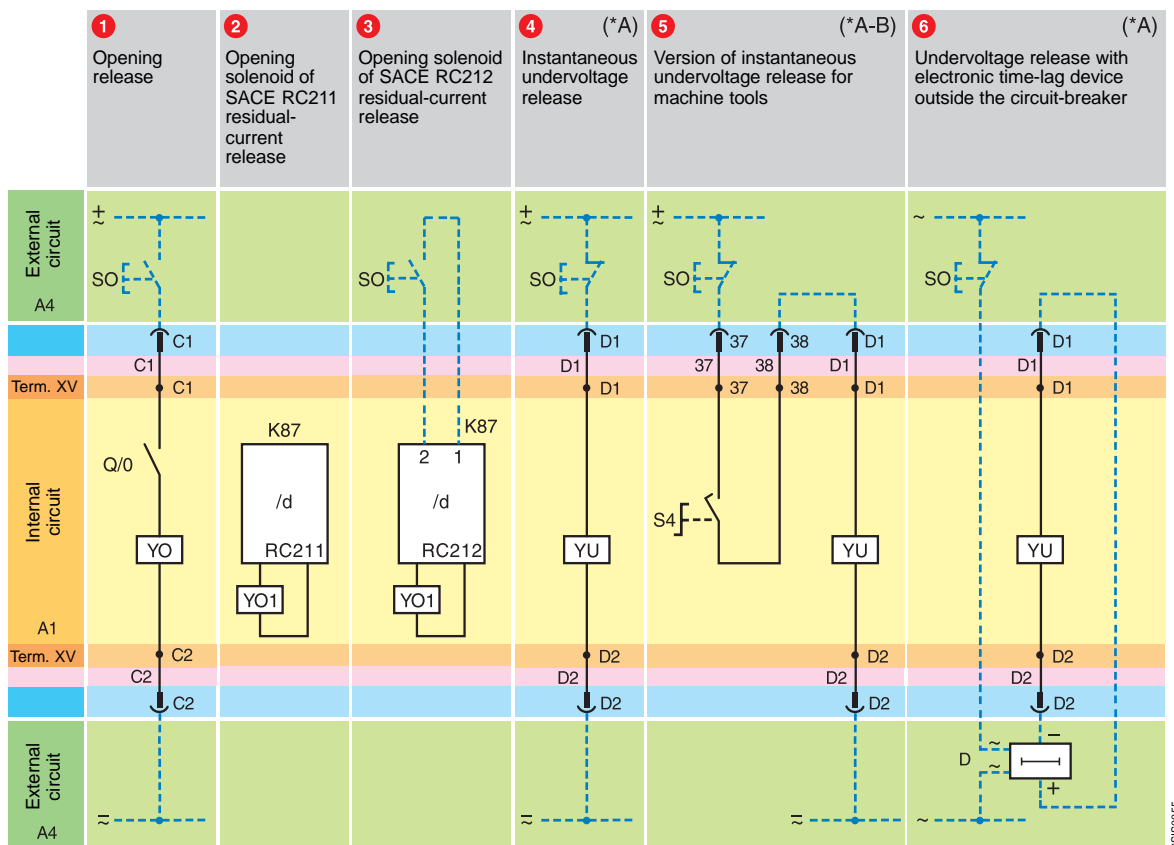 1
Opening
release
2
Opening
solenoid of
SACE RC211
residual-
current
release
3
Opening solenoid
of SACE RC212
residual-current
release
4 (*A)
Instantaneous
undervoltage
release
5 (*A-B)
Version of instantaneous
undervoltage release for
machine tools
6 (*A)
Undervoltage release with
electronic time-lag device
outside the circuit-breaker
External
circuit
A4
± ~
SO
SO
± ~
SO
± ~
SO
~
SO
C1
D1
37 38 D1
D1
C1
D1
37 38 D1
D1
Term. XV
C1
D1
37 38 D1
D1
Internal
circuit
A1
Q/0
YO
K87
/d
RC211
YO1
K87
2 1
/d
RC212
YO1
YU
S4
YU
YU
Term. XV
C2
D2
D2
D2
C2
D2
D2
D2
C2
D2
D2
D2
External
circuit
A4
D
~
~
−
+
= ~
= ~
= ~
~